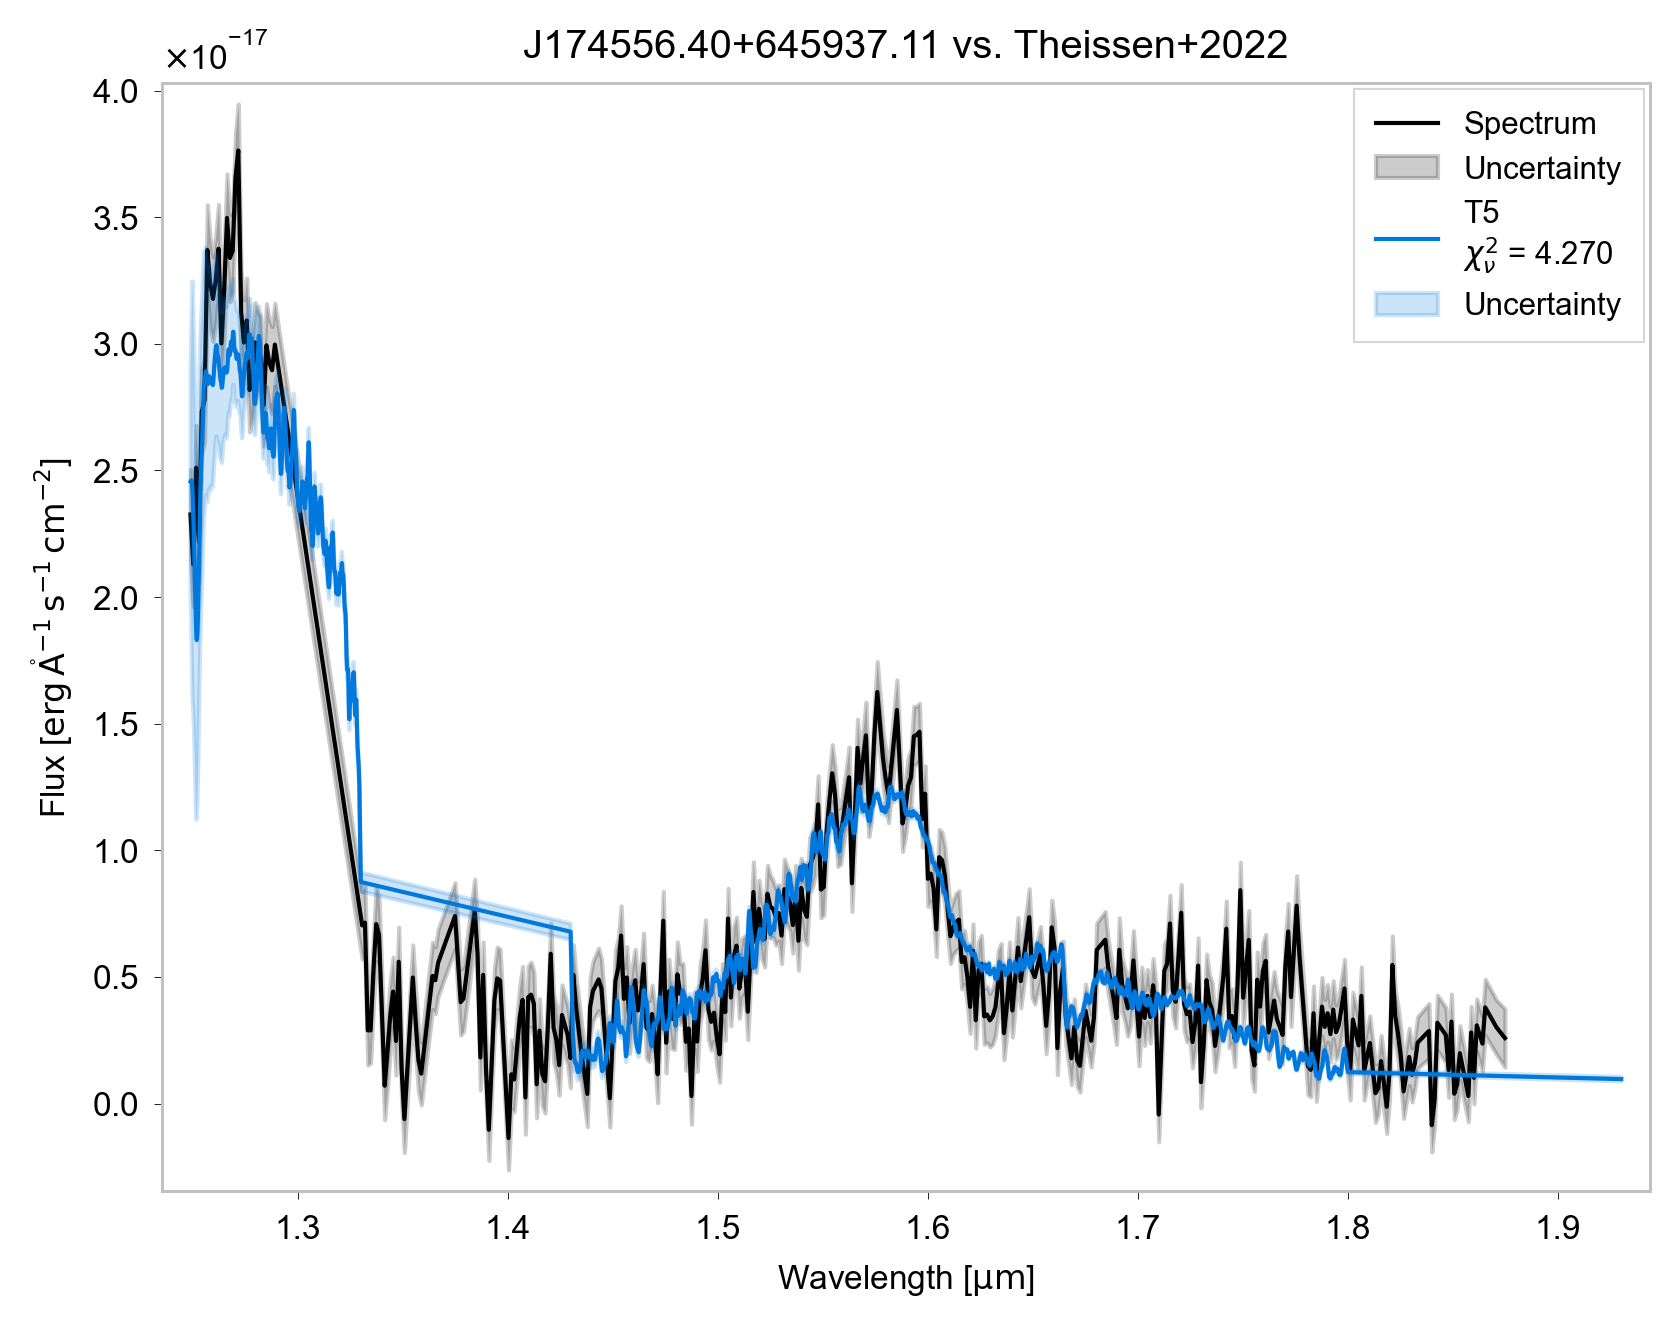 J174556.40+645937.11 vs. Theissen+2022
×10⁻¹⁷
4.0
3.5
3.0
2.5
2.0
1.5
1.0
0.5
0.0
Flux [erg Å⁻¹ s⁻¹ cm⁻²]
Spectrum
Uncertainty
T5
χ²ᵥ = 4.270
Uncertainty
1.3 1.4 1.5 1.6 1.7 1.8 1.9
Wavelength [μm]